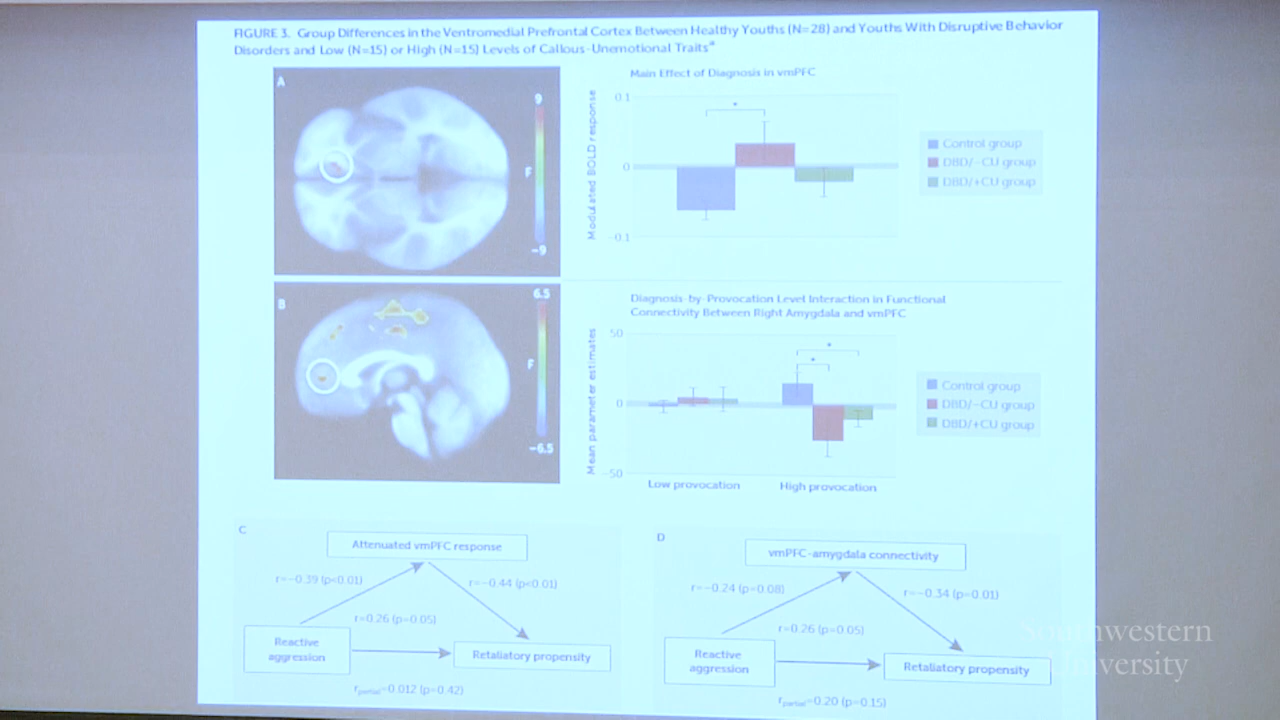 FIGURE 3. Group Differences in the Ventromedial Prefrontal Cortex Between Healthy Youths (N=28) and Youths With Disruptive Behavior
Disorders and Low (N=15) or High (N=15) Levels of Callous-Unemotional Traitsª
A
9
F
−9
Main Effect of Diagnosis in vmPFC
Modulated BOLD response
0.1
0
−0.1
*
Control group
DBD/−CU group
DBD/+CU group
B
6.5
F
−6.5
Diagnosis-by-Provocation Level Interaction in Functional
Connectivity Between Right Amygdala and vmPFC
Mean parameter estimates
50
0
−50
*
*
Low provocation
High provocation
Control group
DBD/−CU group
DBD/+CU group
C
Attenuated vmPFC response
r=−0.39 (p<0.01)
r=−0.44 (p<0.01)
r=0.26 (p=0.05)
Reactive
aggression
Retaliatory propensity
rpartial=0.012 (p=0.42)
D
vmPFC-amygdala connectivity
r=−0.24 (p=0.08)
r=−0.34 (p=0.01)
r=0.26 (p=0.05)
Reactive
aggression
Retaliatory propensity
rpartial=0.20 (p=0.15)
Southwestern
University